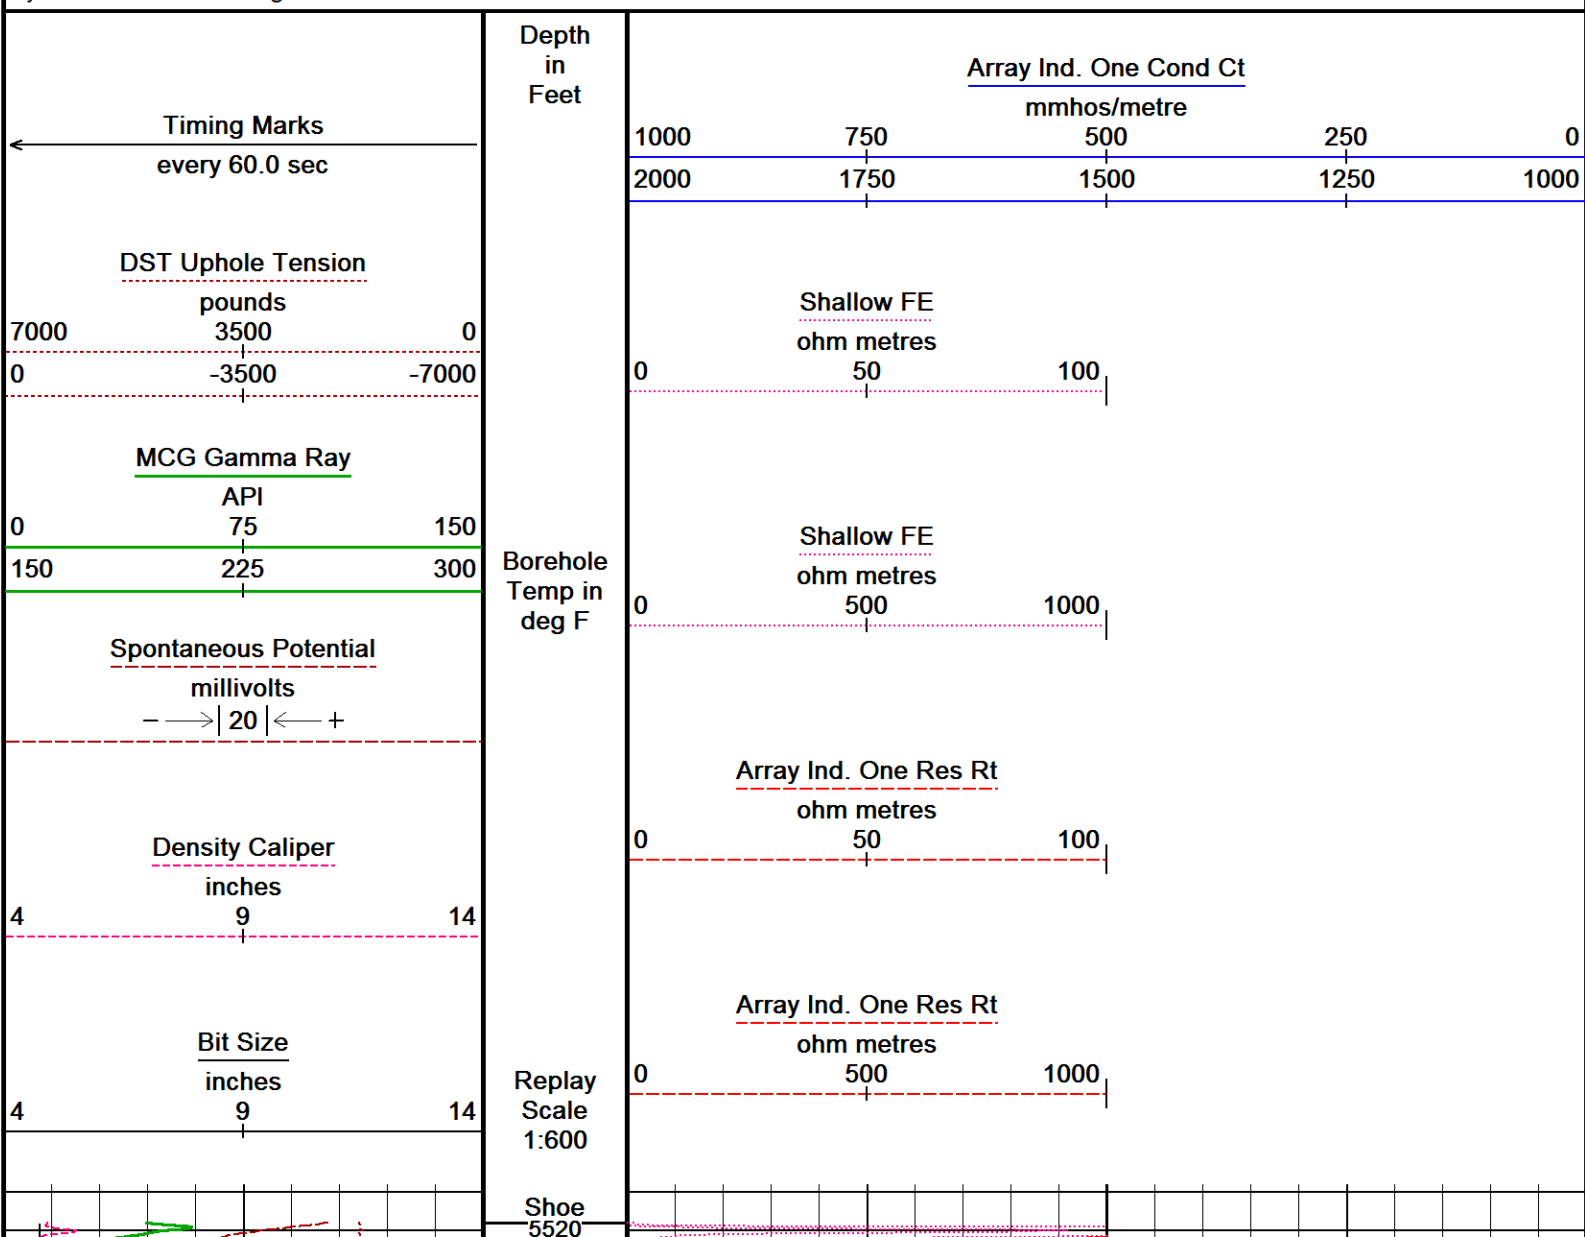 Timing Marks
every 60.0 sec
DST Uphole Tension
pounds
7000 3500 0
0 -3500 -7000
MCG Gamma Ray
API
0 75 150
150 225 300
Spontaneous Potential
millivolts
− 20 +
Density Caliper
inches
4 9 14
Bit Size
inches
4 9 14
Depth
in
Feet
Borehole
Temp in
deg F
Replay
Scale
1:600
Shoe
5520
Array Ind. One Cond Ct
mmhos/metre
1000 750 500 250 0
2000 1750 1500 1250 1000
Shallow FE
ohm metres
0 50 100
Shallow FE
ohm metres
0 500 1000
Array Ind. One Res Rt
ohm metres
0 50 100
Array Ind. One Res Rt
ohm metres
0 500 1000